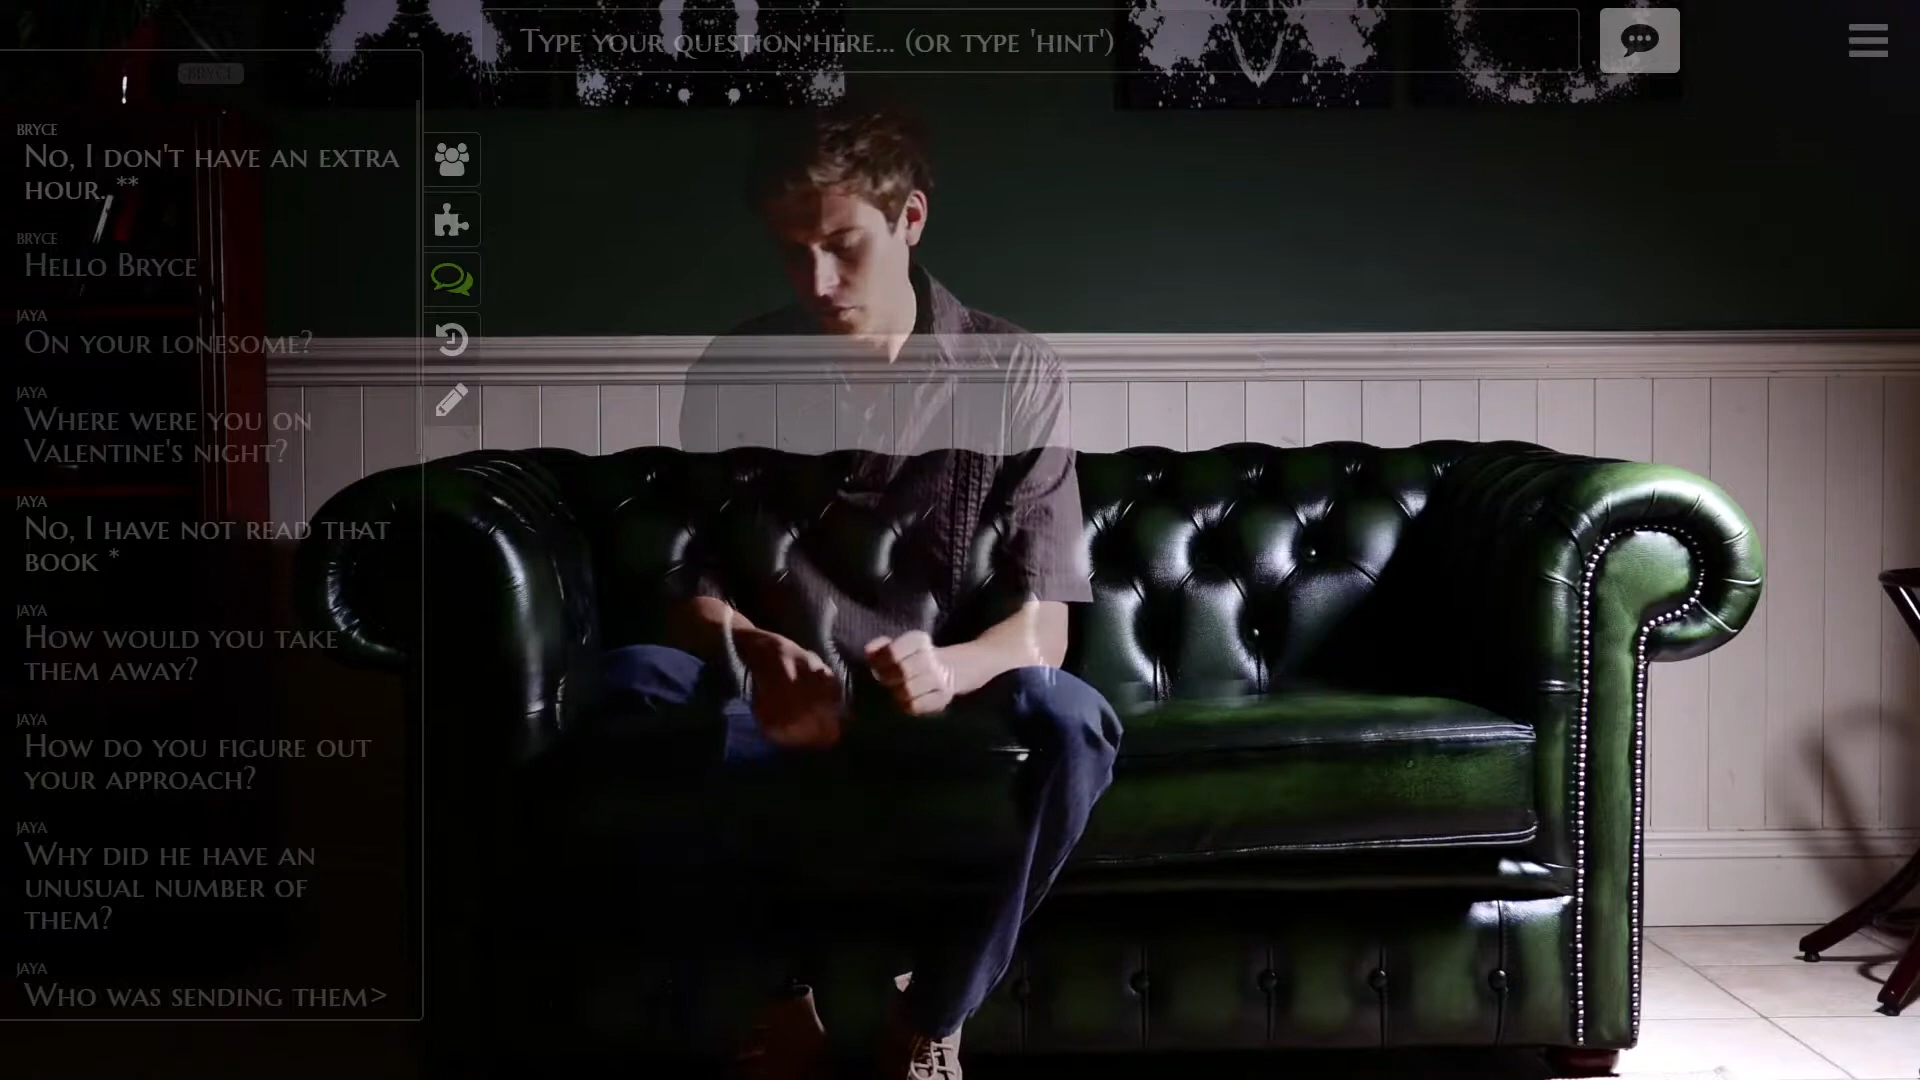 Type your question here... (or type 'hint')
BRYCE
BRYCE
No, I don't have an extra
hour. **
BRYCE
Hello Bryce
JAYA
On your lonesome?
JAYA
Where were you on
Valentine's night?
JAYA
No, I have not read that
book *
JAYA
How would you take
them away?
JAYA
How do you figure out
your approach?
JAYA
Why did he have an
unusual number of
them?
JAYA
Who was sending them>